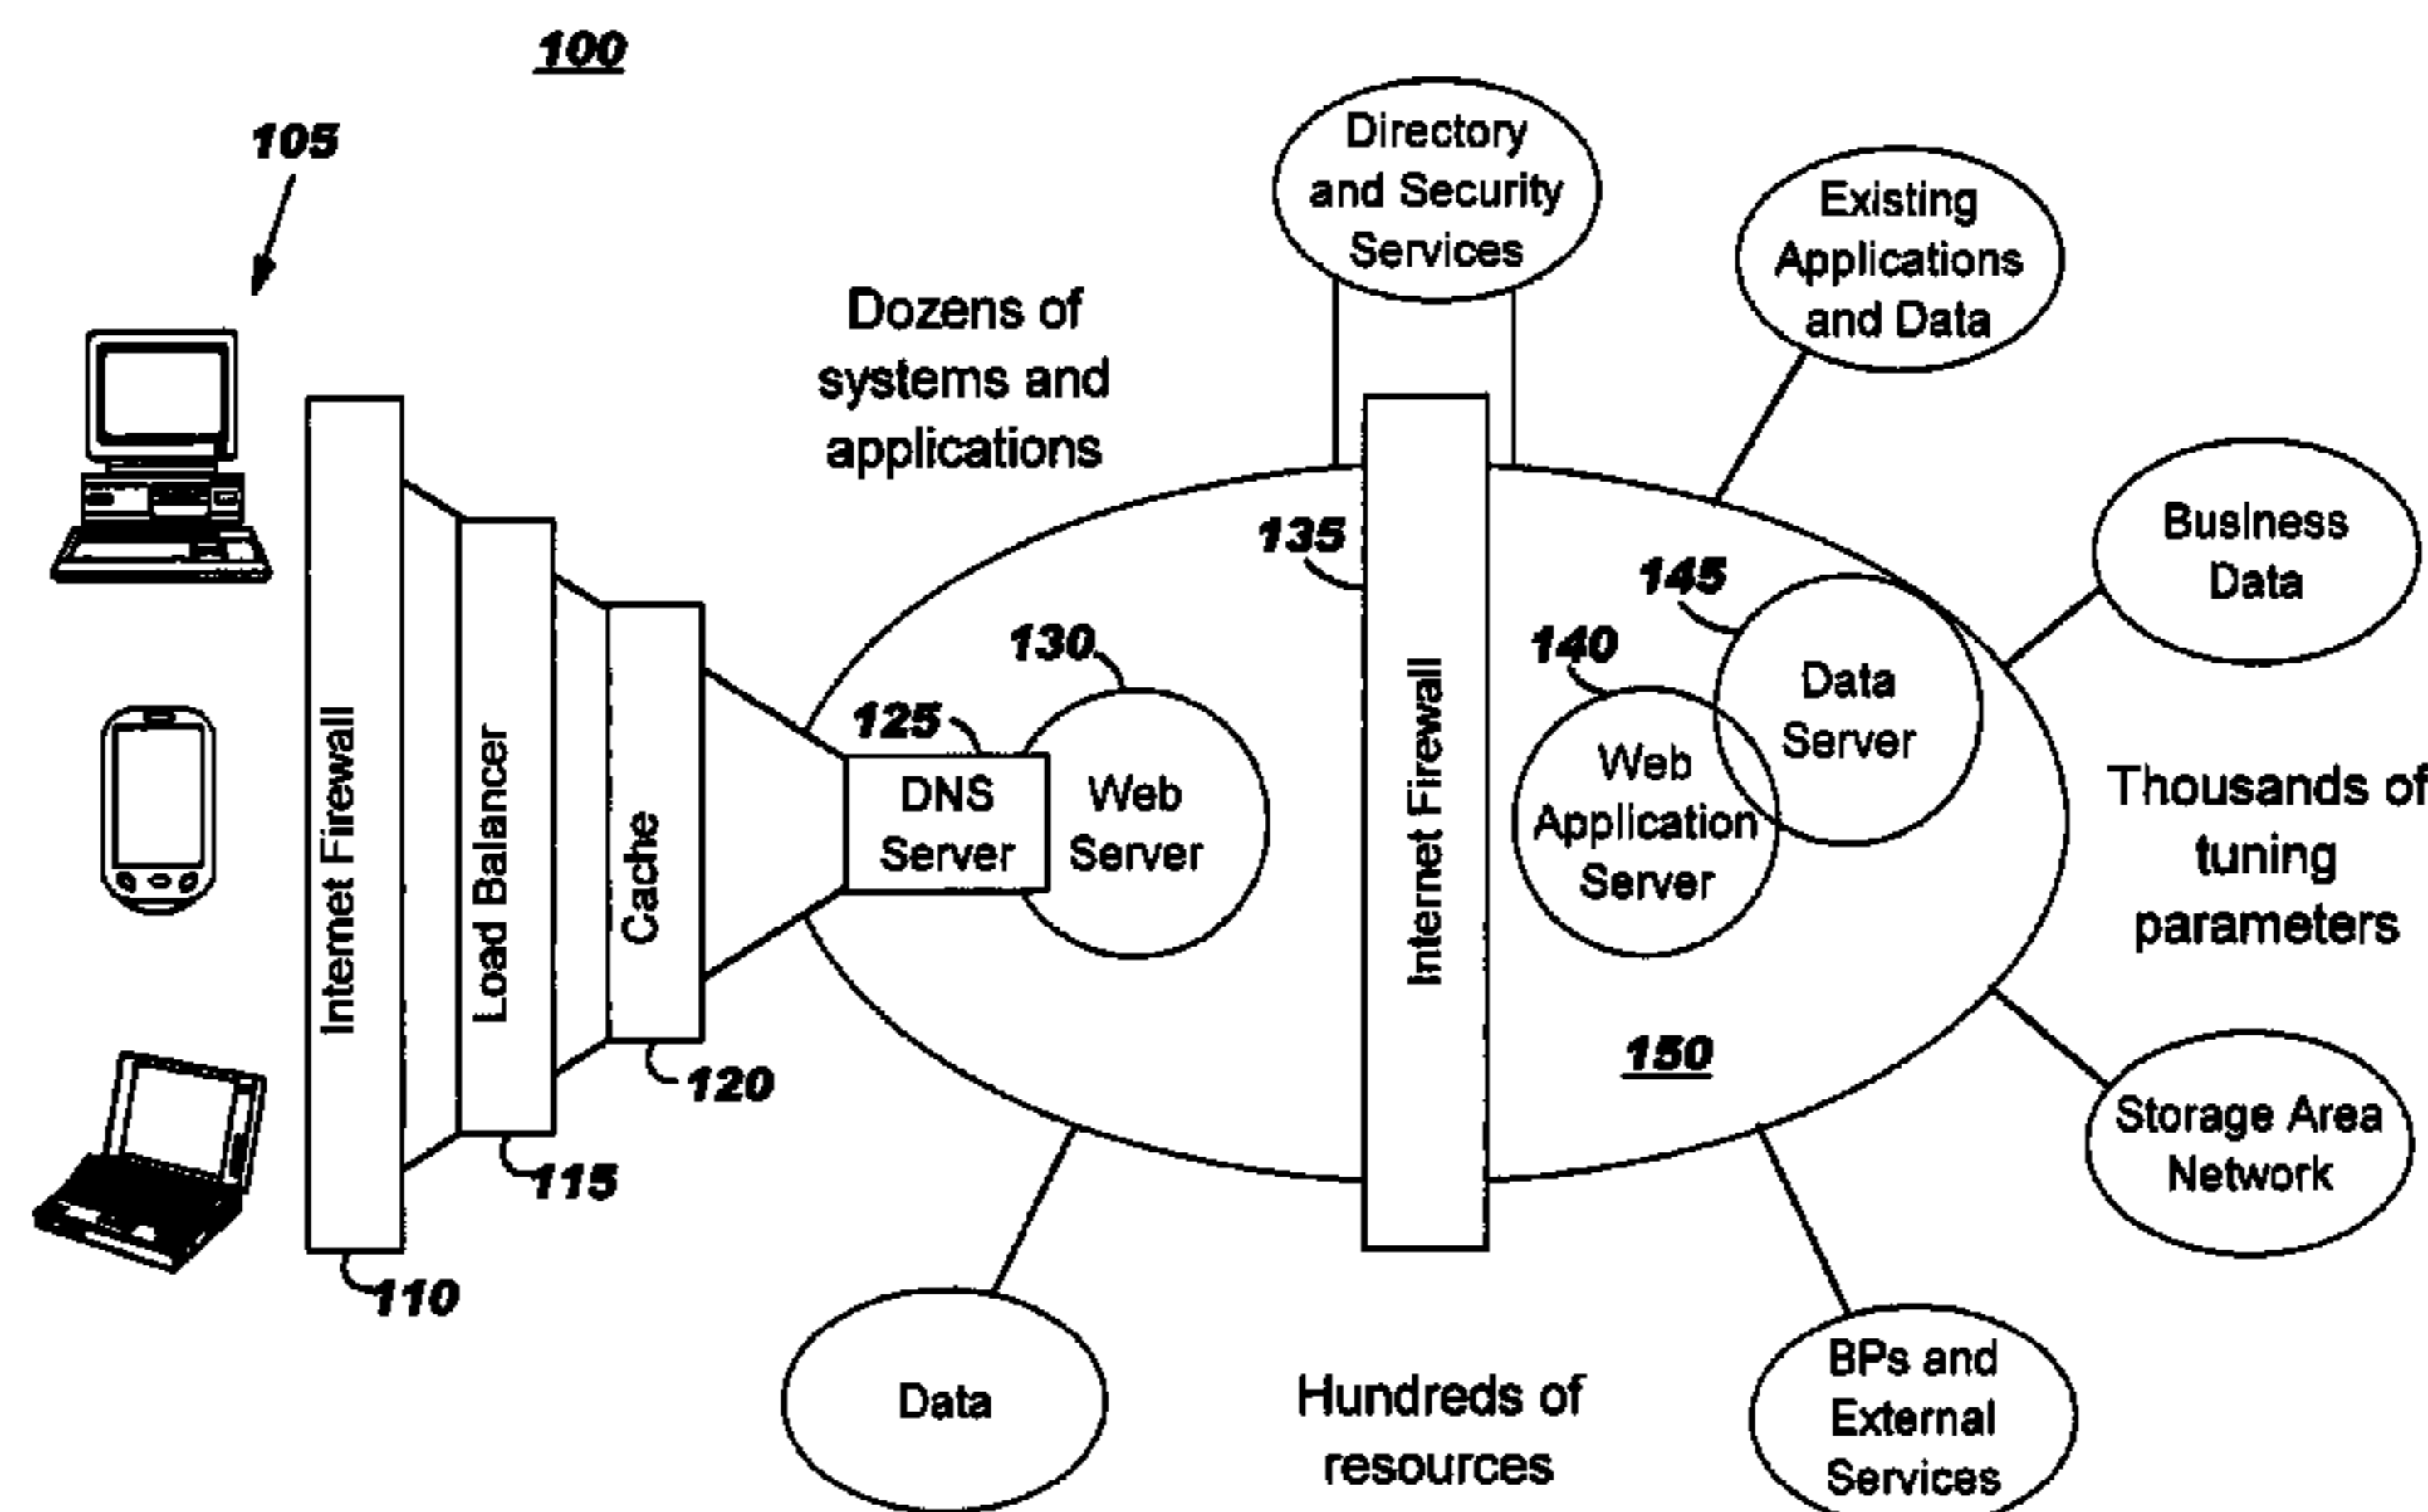 100
105
Directory
and Security
Services
Existing
Applications
and Data
Dozens of
systems and
applications
Business
Data
135
145
130
140
125
Data
Server
Internet Firewall
Load Balancer
Cache
DNS
Server
Web
Server
Internet Firewall
Web
Application
Server
Thousands of
tuning
parameters
150
120
115
110
Storage Area
Network
Data
Hundreds of
resources
BPs and
External
Services